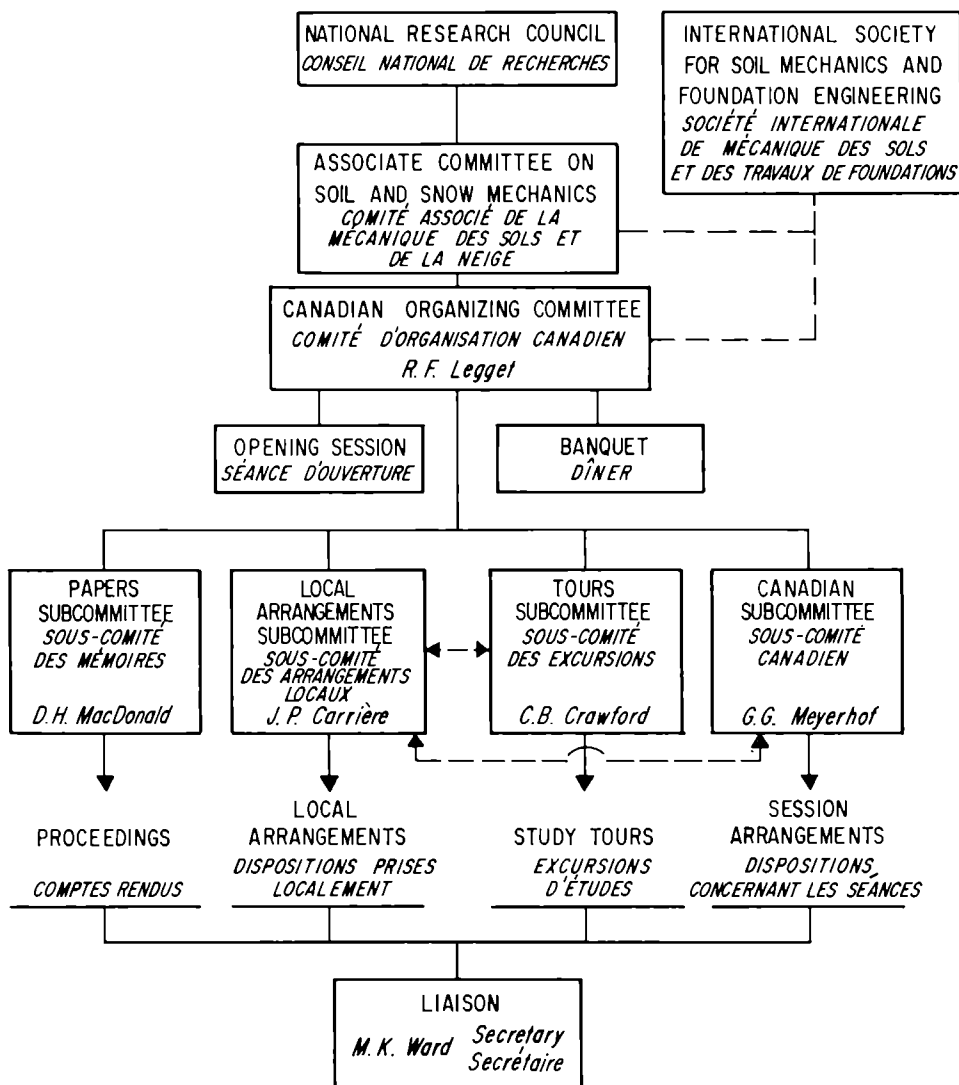 NATIONAL RESEARCH COUNCIL
CONSEIL NATIONAL DE RECHERCHES
INTERNATIONAL SOCIETY
FOR SOIL MECHANICS AND
FOUNDATION ENGINEERING
SOCIÉTÉ INTERNATIONALE
DE MÉCANIQUE DES SOLS
ET DES TRAVAUX DE FOUNDATIONS
ASSOCIATE COMMITTEE ON
SOIL AND SNOW MECHANICS
COMITÉ ASSOCIÉ DE LA
MÉCANIQUE DES SOLS ET
DE LA NEIGE
CANADIAN ORGANIZING COMMITTEE
COMITÉ D'ORGANISATION CANADIEN
R.F. Legget
OPENING SESSION
SÉANCE D'OUVERTURE
BANQUET
DÎNER
PAPERS
SUBCOMMITTEE
SOUS-COMITÉ
DES MÉMOIRES
D.H. MacDonald
LOCAL
ARRANGEMENTS
SUBCOMMITTEE
SOUS-COMITÉ
DES ARRANGEMENTS
LOCAUX
J.P. Carrière
TOURS
SUBCOMMITTEE
SOUS-COMITÉ
DES EXCURSIONS
C.B. Crawford
CANADIAN
SUBCOMMITTEE
SOUS-COMITÉ
CANADIEN
G.G. Meyerhof
PROCEEDINGS
COMPTES RENDUS
LOCAL
ARRANGEMENTS
DISPOSITIONS PRISES
LOCALEMENT
STUDY TOURS
EXCURSIONS
D'ÉTUDES
SESSION
ARRANGEMENTS
DISPOSITIONS
CONCERNANT LES SÉANCES
LIAISON
M.K. Ward Secretary
Secrétaire